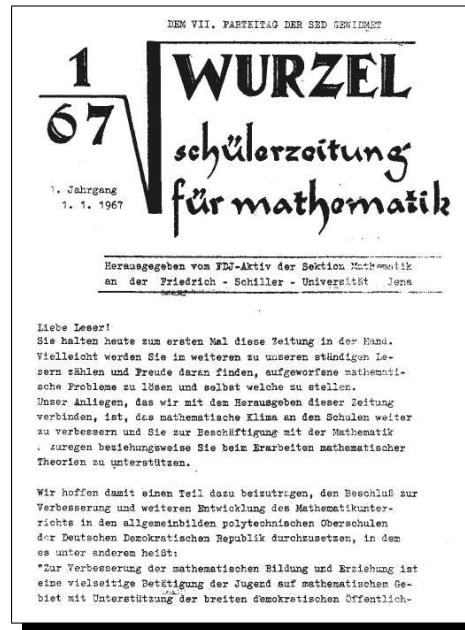 DEM VII. PARTEITAG DER SED GEWIDMET
1
67
WURZEL
schülerzeitung
für mathematik
1. Jahrgang
1. 1. 1967
Herausgegeben vom FDJ-Aktiv der Sektion Mathematik
an der Friedrich - Schiller - Universität Jena
Liebe Leser!
Sie halten heute zum ersten Mal diese Zeitung in der Hand.
Vielleicht werden Sie im weiteren zu unseren ständigen Le-
sern zählen und Freude daran finden, aufgeworfene mathemati-
sche Probleme zu lösen und selbst welche zu stellen.
Unser Anliegen, das wir mit dem Herausgeben dieser Zeitung
verbinden, ist, das mathematische Klima an den Schulen weiter
zu verbessern und Sie zur Beschäftigung mit der Mathematik
zuregen beziehungsweise Sie beim Erarbeiten mathematischer
Theorien zu unterstützen.
Wir hoffen damit einen Teil dazu beizutragen, den Beschluß zur
Verbesserung und weiteren Entwicklung des Mathematikunter-
richts in den allgemeinbilden polytechnischen Oberschulen
der Deutschen Demokratischen Republik durchzusetzen, in dem
es unter anderem heißt:
"Zur Verbesserung der mathematischen Bildung und Erziehung ist
eine vielseitige Betätigung der Jugend auf mathematischem Ge-
biet mit Unterstützung der breiten demokratischen Öffentlich-